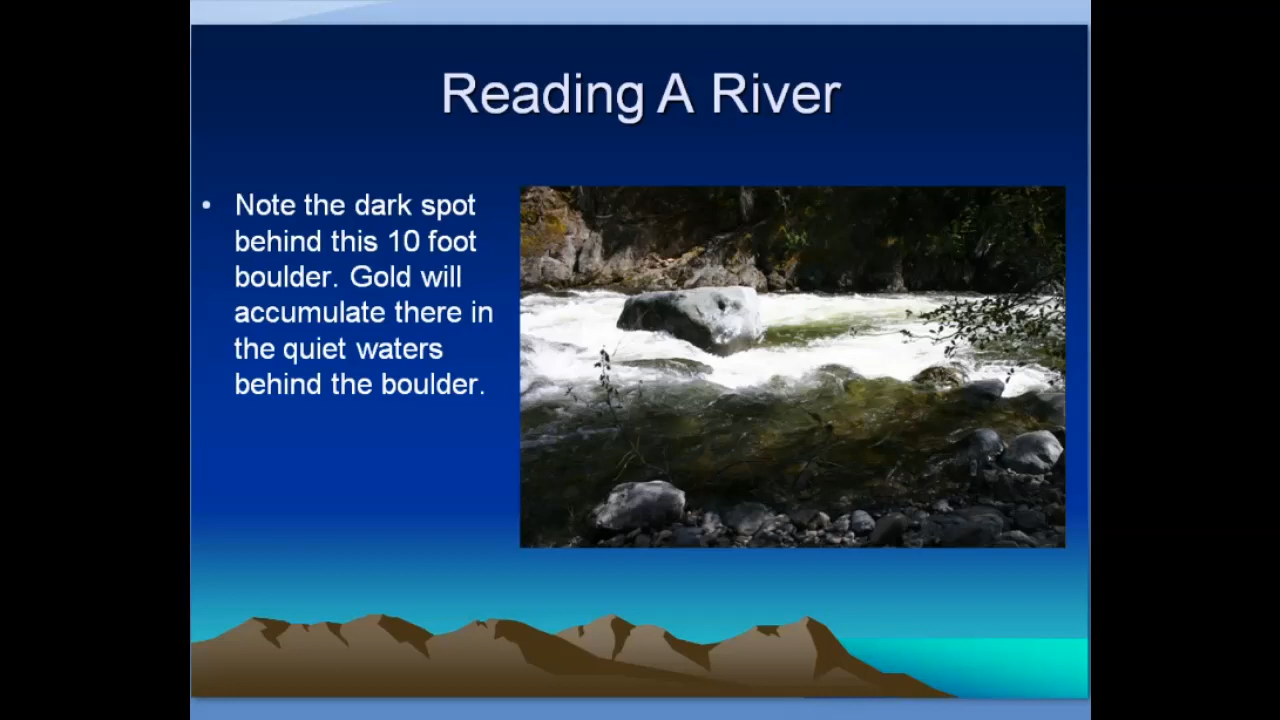 Reading A River
• Note the dark spot
behind this 10 foot
boulder. Gold will
accumulate there in
the quiet waters
behind the boulder.